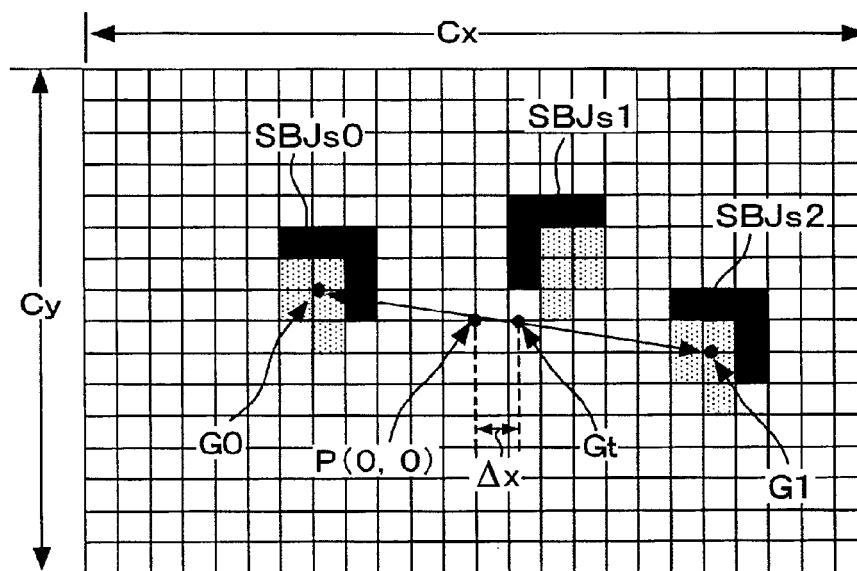 Cx
SBJs1
SBJs0
SBJs2
Cy
G0
P(0, 0)
Gt
Δx
G1